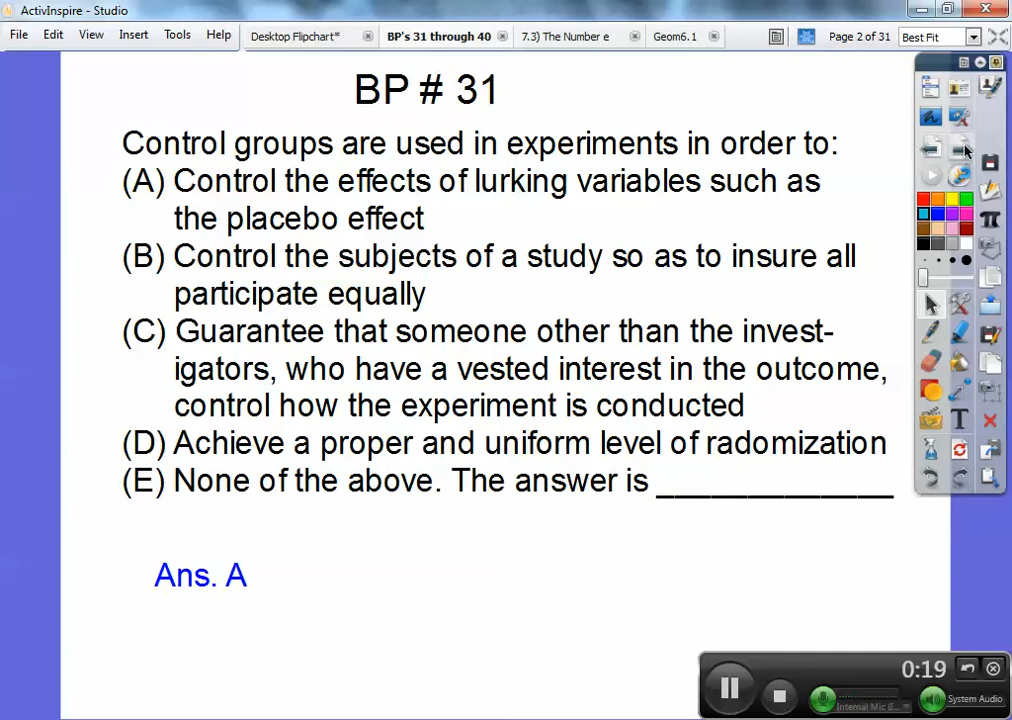 ActivInspire - Studio
File Edit View Insert Tools Help
Desktop Flipchart* BP's 31 through 40 7.3) The Number e Geom6.1 Page 2 of 31 Best Fit
BP # 31
Control groups are used in experiments in order to:
(A) Control the effects of lurking variables such as
the placebo effect
(B) Control the subjects of a study so as to insure all
participate equally
(C) Guarantee that someone other than the invest-
igators, who have a vested interest in the outcome,
control how the experiment is conducted
(D) Achieve a proper and uniform level of radomization
(E) None of the above. The answer is _____________
Ans. A
0:19
Internal Mic (I... System Audio